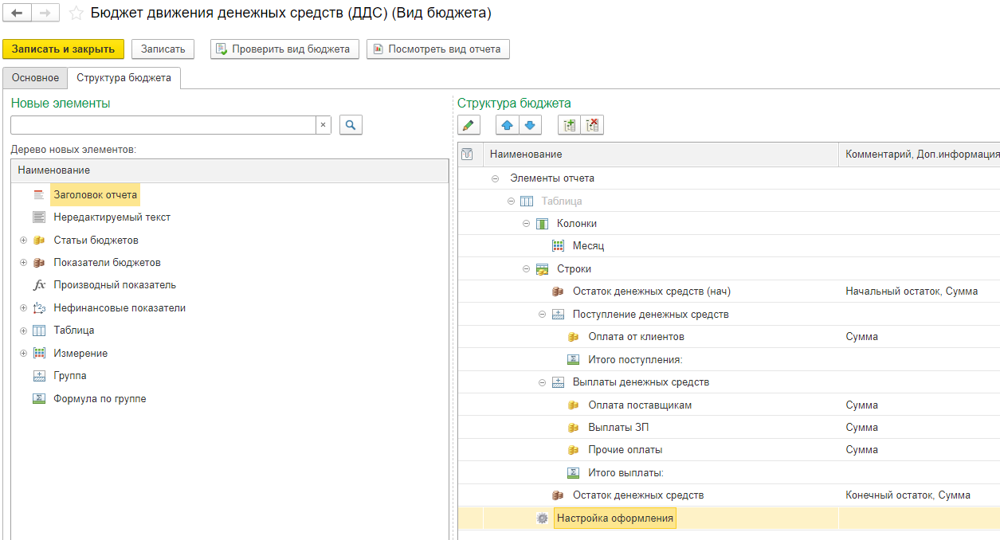 Бюджет движения денежных средств (ДДС) (Вид бюджета)
Записать и закрыть Записать Проверить вид бюджета Посмотреть вид отчета
Основное Структура бюджета
Новые элементы
×
Дерево новых элементов:
Наименование
Заголовок отчета
Нередактируемый текст
Статьи бюджетов
Показатели бюджетов
fx Производный показатель
Нефинансовые показатели
Таблица
Измерение
Группа
Формула по группе
Структура бюджета
Наименование Комментарий, Доп.информация
Элементы отчета
Таблица
Колонки
Месяц
Строки
Остаток денежных средств (нач) Начальный остаток, Сумма
Поступление денежных средств
Оплата от клиентов Сумма
Итого поступления:
Выплаты денежных средств
Оплата поставщикам Сумма
Выплаты ЗП Сумма
Прочие оплаты Сумма
Итого выплаты:
Остаток денежных средств Конечный остаток, Сумма
Настройка оформления